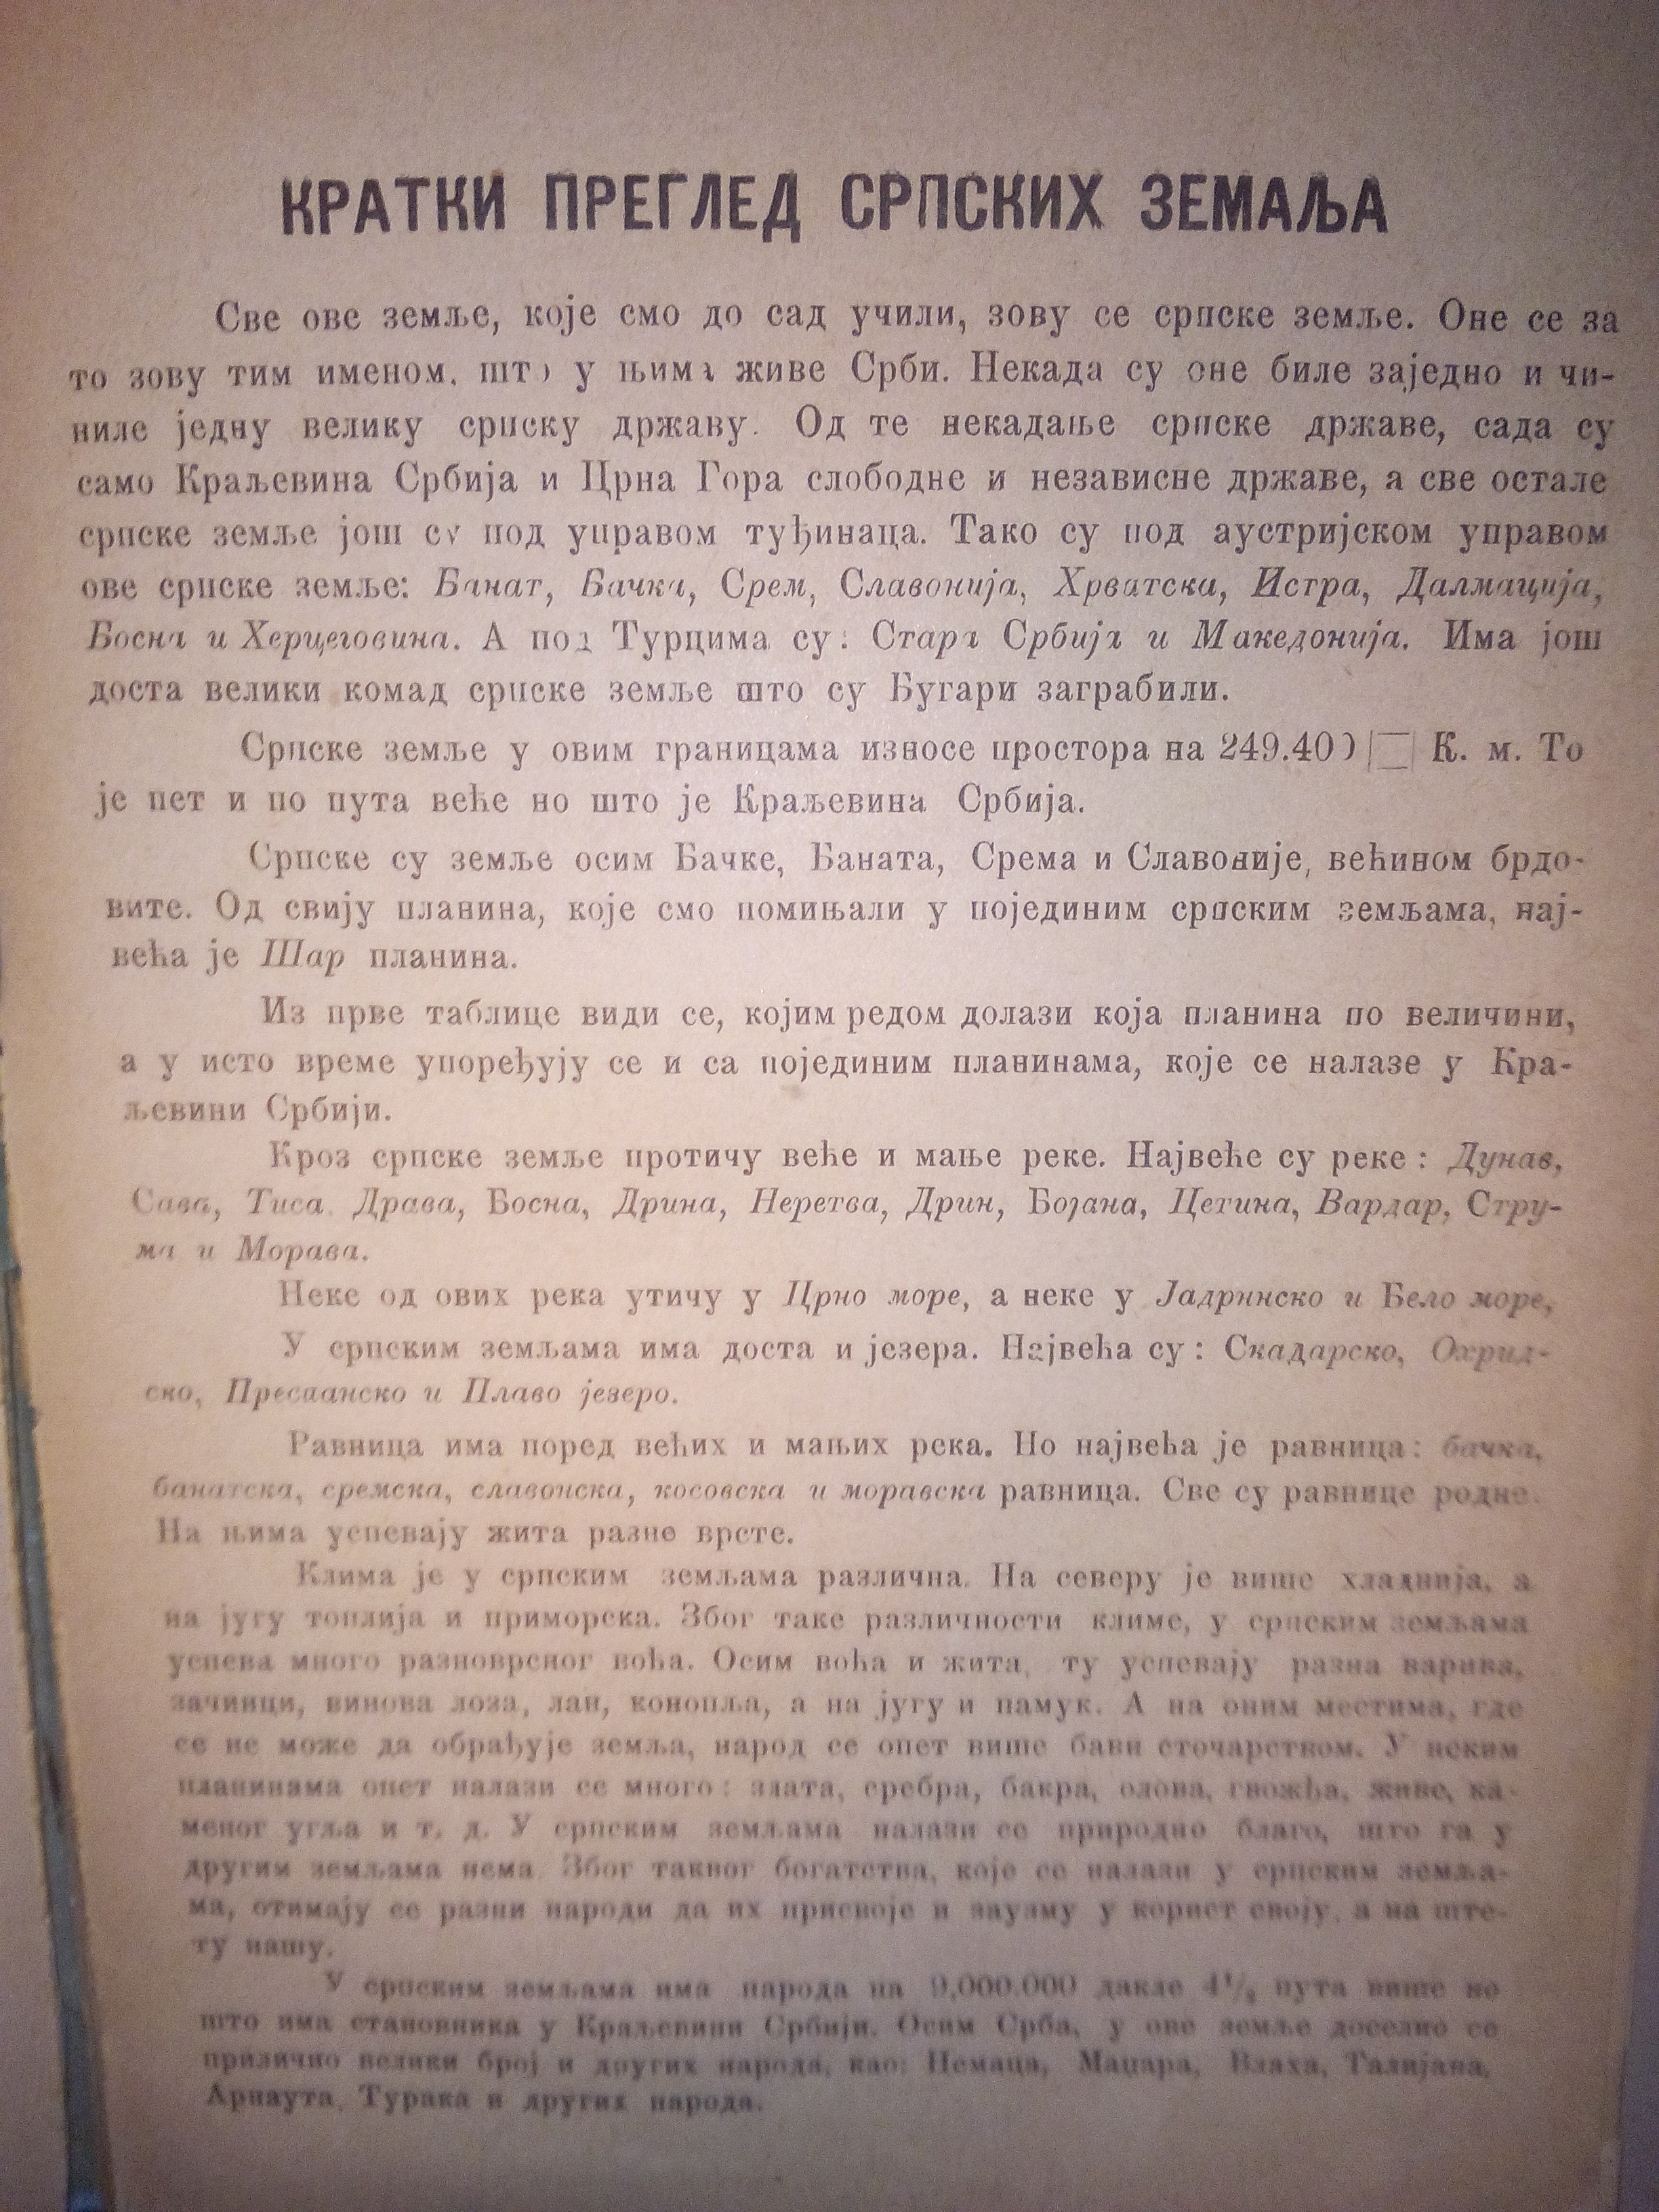 КРАТКИ ПРЕГЛЕД СРПСКИХ ЗЕМАЉА
Све ове земље, које смо до сад учили, зову се српске земље. Оне се за
то зову тим именом, што у њима живе Срби. Некада су оне биле заједно и чи-
ниле једну велику српску државу. Од те некадање српске државе, сада су
само Краљевина Србија и Црна Гора слободне и независне државе, а све остале
српске земље још су под управом туђинаца. Тако су под аустријском управом
ове српске земље: Банат, Бачка, Срем, Славонија, Хрватска, Истра, Далмација,
Босна и Херцеговина. А под Турцима су: Стара Србија и Македонија. Има још
доста велики комад српске земље што су Бугари заграбили.
Српске земље у овим границама износе простора на 249.400 □ К. м. То
је пет и по пута веће но што је Краљевина Србија.
Српске су земље осим Бачке, Баната, Срема и Славоније, већином брдо-
вите. Од свију планина, које смо помињали у појединим српским земљама, нај-
већа је Шар планина.
Из прве таблице види се, којим редом долази која планина по величини,
а у исто време упоређују се и са појединим планинама, које се налазе у Кра-
љевини Србији.
Кроз српске земље протичу веће и мање реке. Највеће су реке: Дунав,
Сава, Тиса, Драва, Босна, Дрина, Неретва, Дрин, Бојана, Цетина, Вардар, Стру-
ма и Морава.
Неке од ових река утичу у Црно море, а неке у Јадринско и Бело море,
У српским земљама има доста и језера. Највећа су: Скадарско, Охрид-
ско, Преспанско и Плаво језеро.
Равница има поред већих и мањих река. Но највећа је равница: бачка,
банатска, сремска, славонска, косовска и моравска равница. Све су равнице родне.
На њима успевају жита разне врсте.
Клима је у српским земљама различна. На северу је више хладнија, а
на југу топлија и приморска. Због таке различности климе, у српским земљама
успева много разноврсног воћа. Осим воћа и жита, ту успевају разна варива,
зачинци, винова лоза, лан, конопља, а на југу и памук. А на оним местима, где
се не може да обрађује земља, народ се опет више бави сточарством. У неким
планинама опет налази се много: злата, сребра, бакра, олова, гвожђа, живе, ка-
меног угља и т. д. У српским земљама налази се природно благо, што га у
другим земљама нема. Због таквог богатства, које се налази у српским земља-
ма, отимају се разни народи да их присвоје и заузму у корист своју, а на ште-
ту нашу.
У српским земљама има народа на 9,000.000 дакле 4¹/₂ пута више но
што има становника у Краљевини Србији. Осим Срба, у ове земље доселио се
прилично велики број и других народа, као: Немаца, Маџара, Влаха, Талијана,
Арнаута, Турака и других народа.